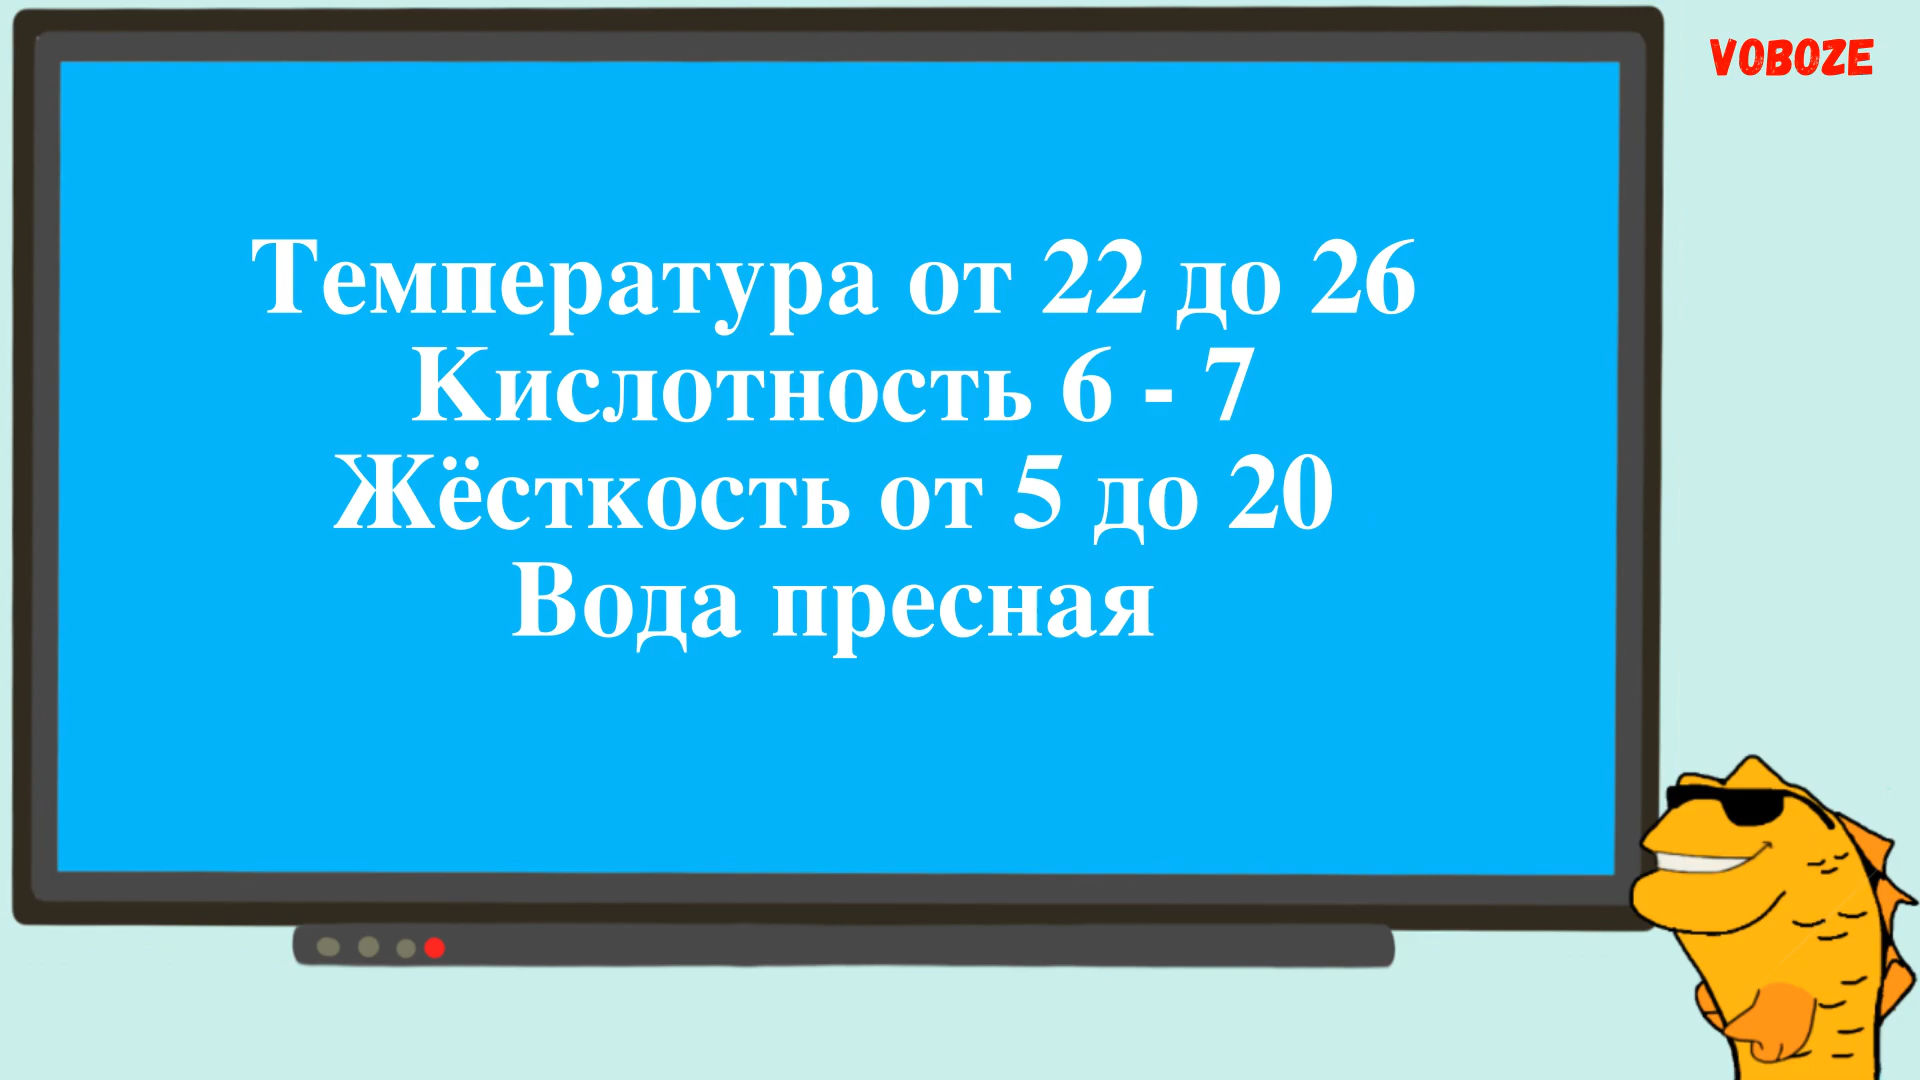 VOBOZE
Температура от 22 до 26
Кислотность 6 - 7
Жёсткость от 5 до 20
Вода пресная